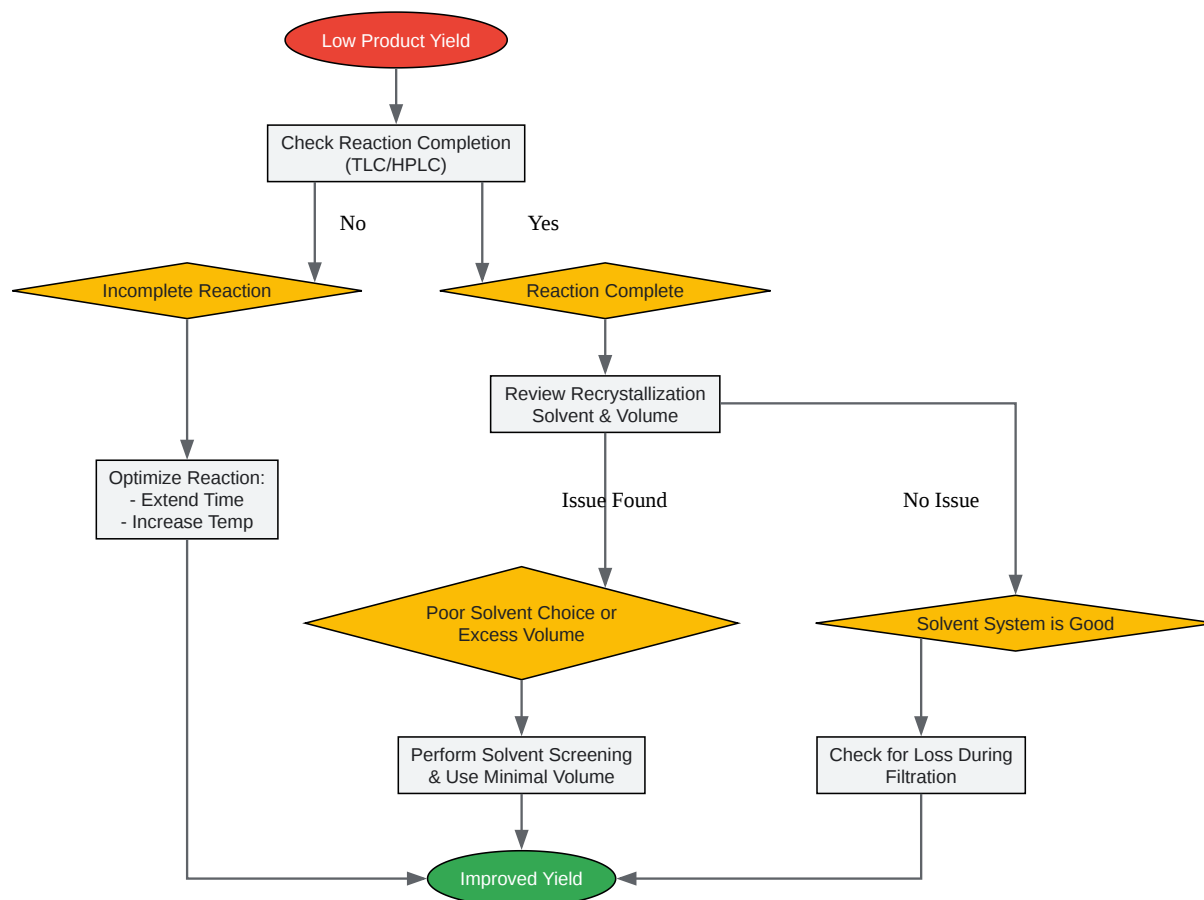 Low Product Yield
Check Reaction Completion
(TLC/HPLC)
No
Yes
Incomplete Reaction
Reaction Complete
Review Recrystallization
Solvent & Volume
Optimize Reaction:
- Extend Time
- Increase Temp
Issue Found
No Issue
Poor Solvent Choice or
Excess Volume
Solvent System is Good
Perform Solvent Screening
& Use Minimal Volume
Check for Loss During
Filtration
Improved Yield